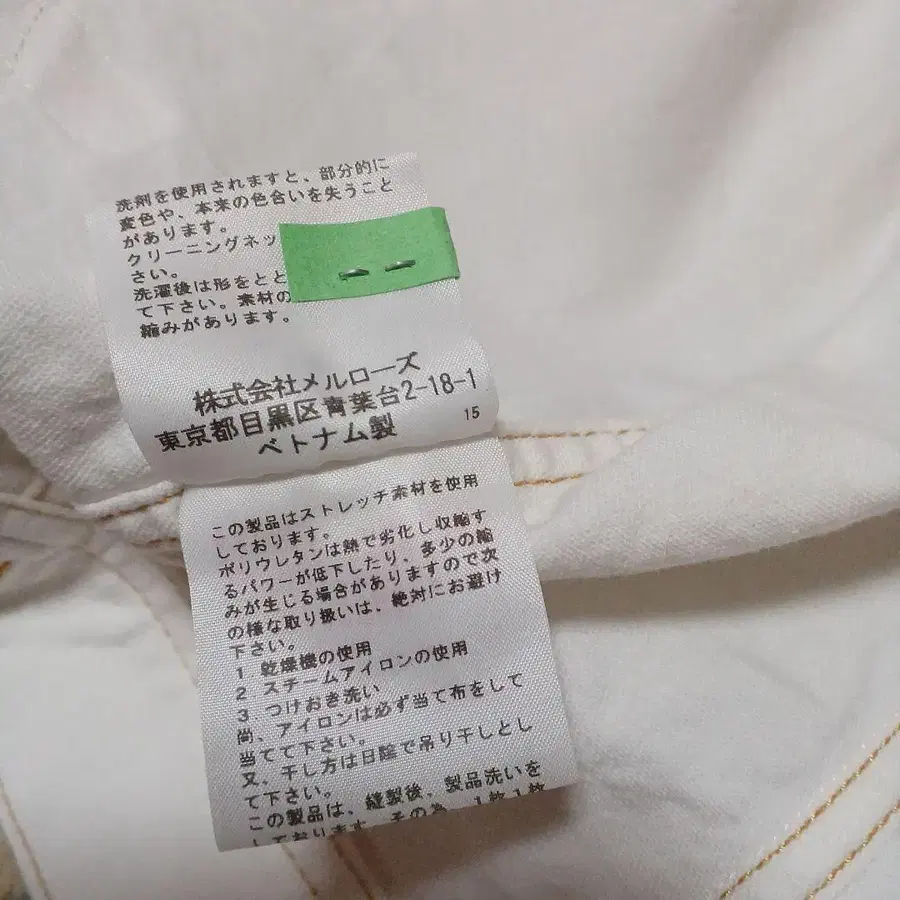 洗剤を使用されますと、部分的に
変色や、本来の色合いを失うこと
があります。
クリーニングネッ
さい。
洗濯後は形をとと
て下さい。素材の
縮みがあります。
株式会社メルローズ
東京都目黒区青葉台2-18-1
ベトナム製
15
この製品はストレッチ素材を使用
しております。
ポリウレタンは熱で劣化し収縮す
るパワーが低下したり、多少の縮
みが生じる場合がありますので次
の様な取り扱いは、絶対にお避け
下さい。
1 乾燥機の使用
2 スチームアイロンの使用
3 つけおき洗い
尚、アイロンは必ず当て布をして
当てて下さい。
又、干し方は日陰で吊り干しとし
て下さい。
この製品は、縫製後、製品洗いを
しております。その為、1枚1枚